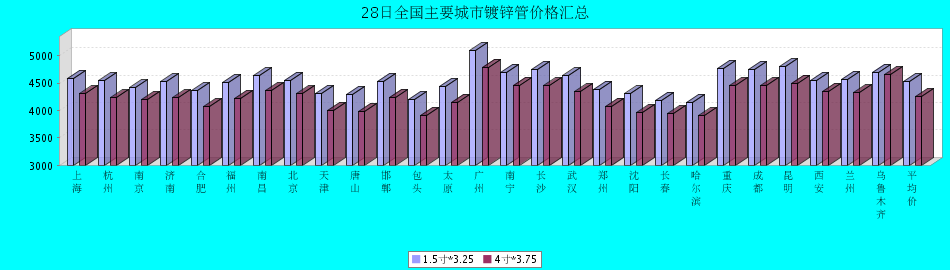 28日全国主要城市镀锌管价格汇总
5000
4500
4000
3500
3000
上海 杭州 南京 济南 合肥 福州 南昌 北京 天津 唐山 邯郸 包头 太原 广州 南宁 长沙 武汉 郑州 沈阳 长春 哈尔滨 重庆 成都 昆明 西安 兰州 乌鲁木齐 平均价
1.5寸*3.25 4寸*3.75